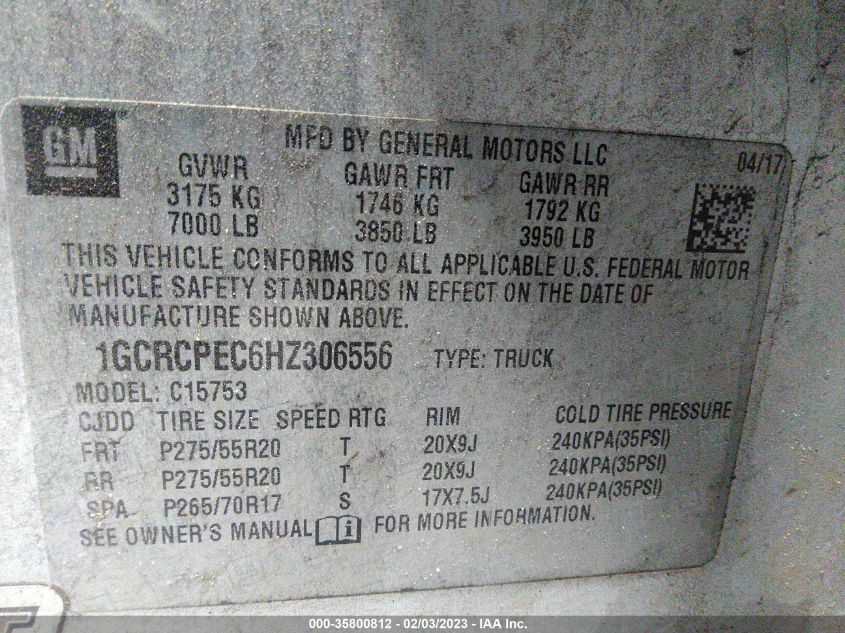 GM
MFD BY GENERAL MOTORS LLC
04/17
GVWR GAWR FRT GAWR RR
3175 KG 1746 KG 1792 KG
7000 LB 3850 LB 3950 LB
THIS VEHICLE CONFORMS TO ALL APPLICABLE U.S. FEDERAL MOTOR
VEHICLE SAFETY STANDARDS IN EFFECT ON THE DATE OF
MANUFACTURE SHOWN ABOVE.
1GCRCPEC6HZ306556 TYPE: TRUCK
MODEL: C15753
CJDD TIRE SIZE SPEED RTG RIM COLD TIRE PRESSURE
FRT P275/55R20 T 20X9J 240KPA(35PSI)
RR P275/55R20 T 20X9J 240KPA(35PSI)
SPA P265/70R17 S 17X7.5J 240KPA(35PSI)
SEE OWNER'S MANUAL i FOR MORE INFORMATION.
000-35800812 - 02/03/2023 - IAA Inc.